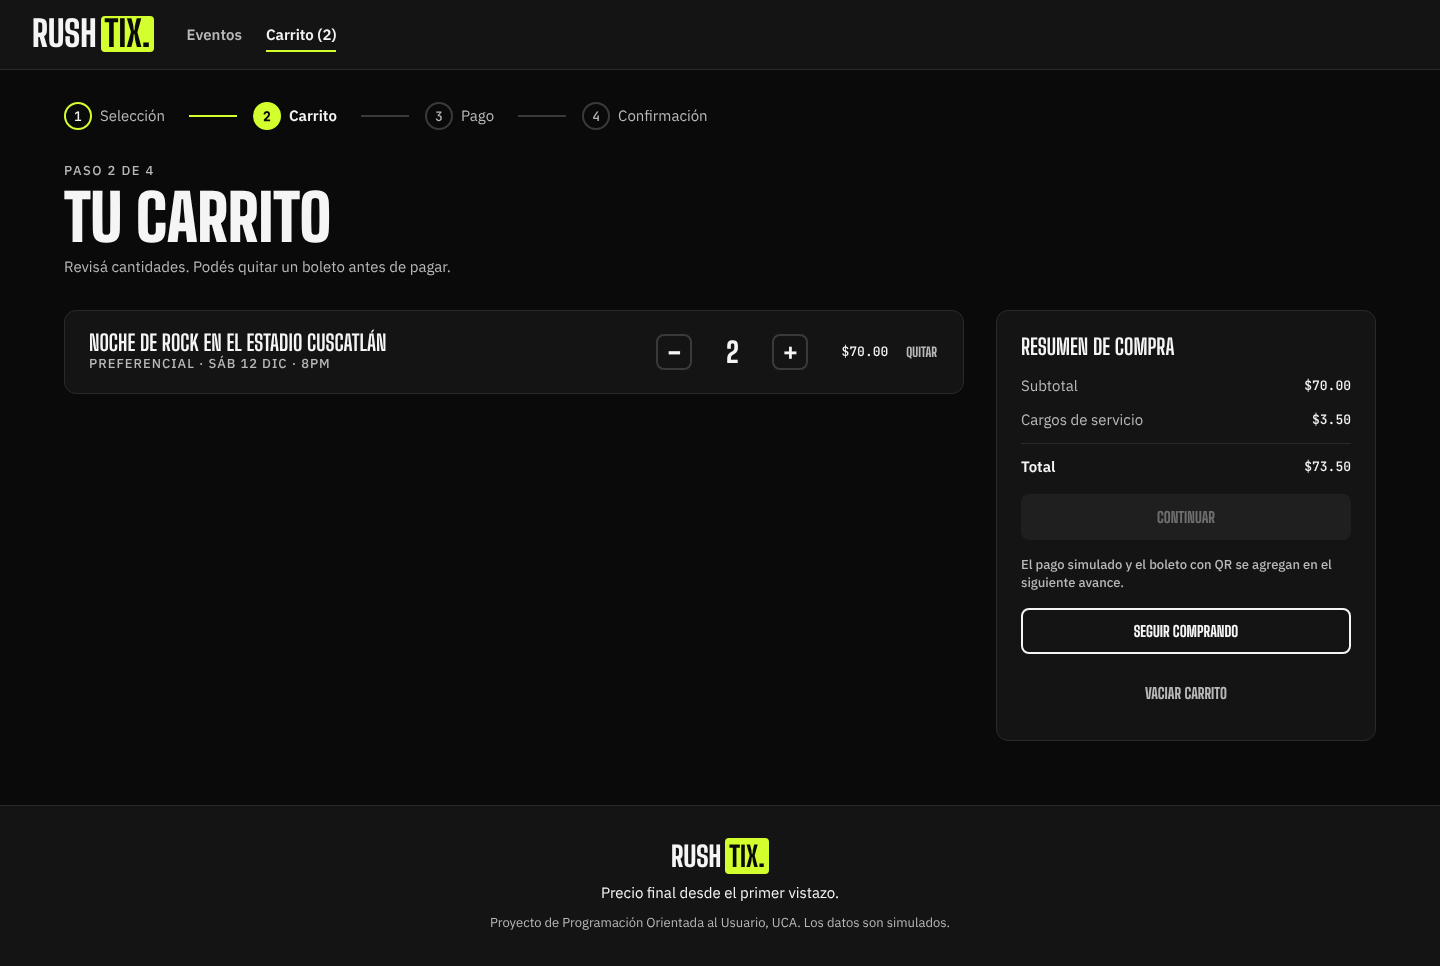 RUSH TIX.
Eventos
Carrito (2)
1 Selección
2 Carrito
3 Pago
4 Confirmación
PASO 2 DE 4
TU CARRITO
Revisá cantidades. Podés quitar un boleto antes de pagar.
NOCHE DE ROCK EN EL ESTADIO CUSCATLÁN
PREFERENCIAL · SÁB 12 DIC · 8PM
− 2 + $70.00 QUITAR
RESUMEN DE COMPRA
Subtotal $70.00
Cargos de servicio $3.50
Total $73.50
CONTINUAR
El pago simulado y el boleto con QR se agregan en el
siguiente avance.
SEGUIR COMPRANDO
VACIAR CARRITO
RUSH TIX.
Precio final desde el primer vistazo.
Proyecto de Programación Orientada al Usuario, UCA. Los datos son simulados.